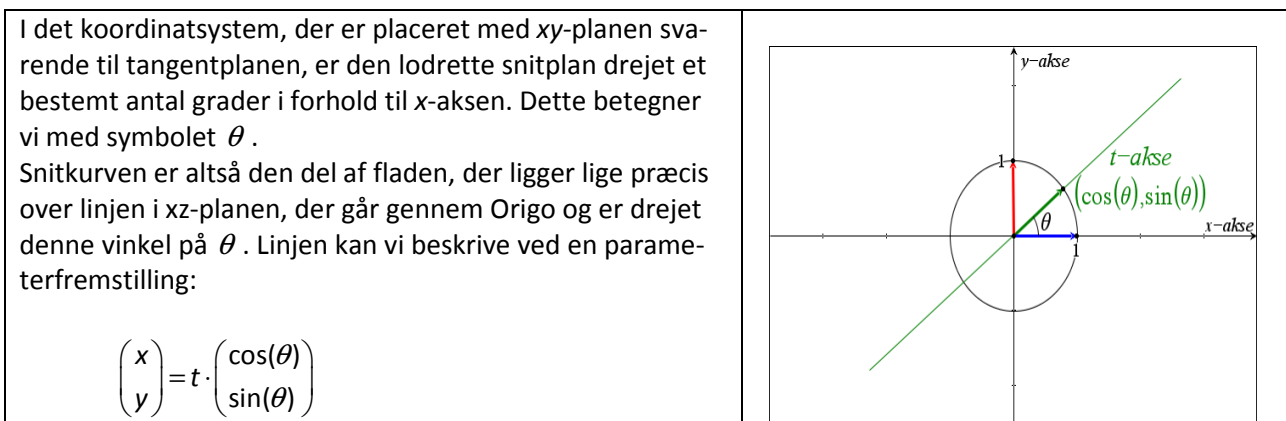 I det koordinatsystem, der er placeret med xy-planen sva-
rende til tangentplanen, er den lodrette snitplan drejet et
bestemt antal grader i forhold til x-aksen. Dette betegner
vi med symbolet θ .
Snitkurven er altså den del af fladen, der ligger lige præcis
over linjen i xz-planen, der går gennem Origo og er drejet
denne vinkel på θ . Linjen kan vi beskrive ved en parame-
terfremstilling:
(x y) = t · (cos(θ) sin(θ))
y-akse
1
t-akse
(cos(θ),sin(θ))
θ
x-akse
1